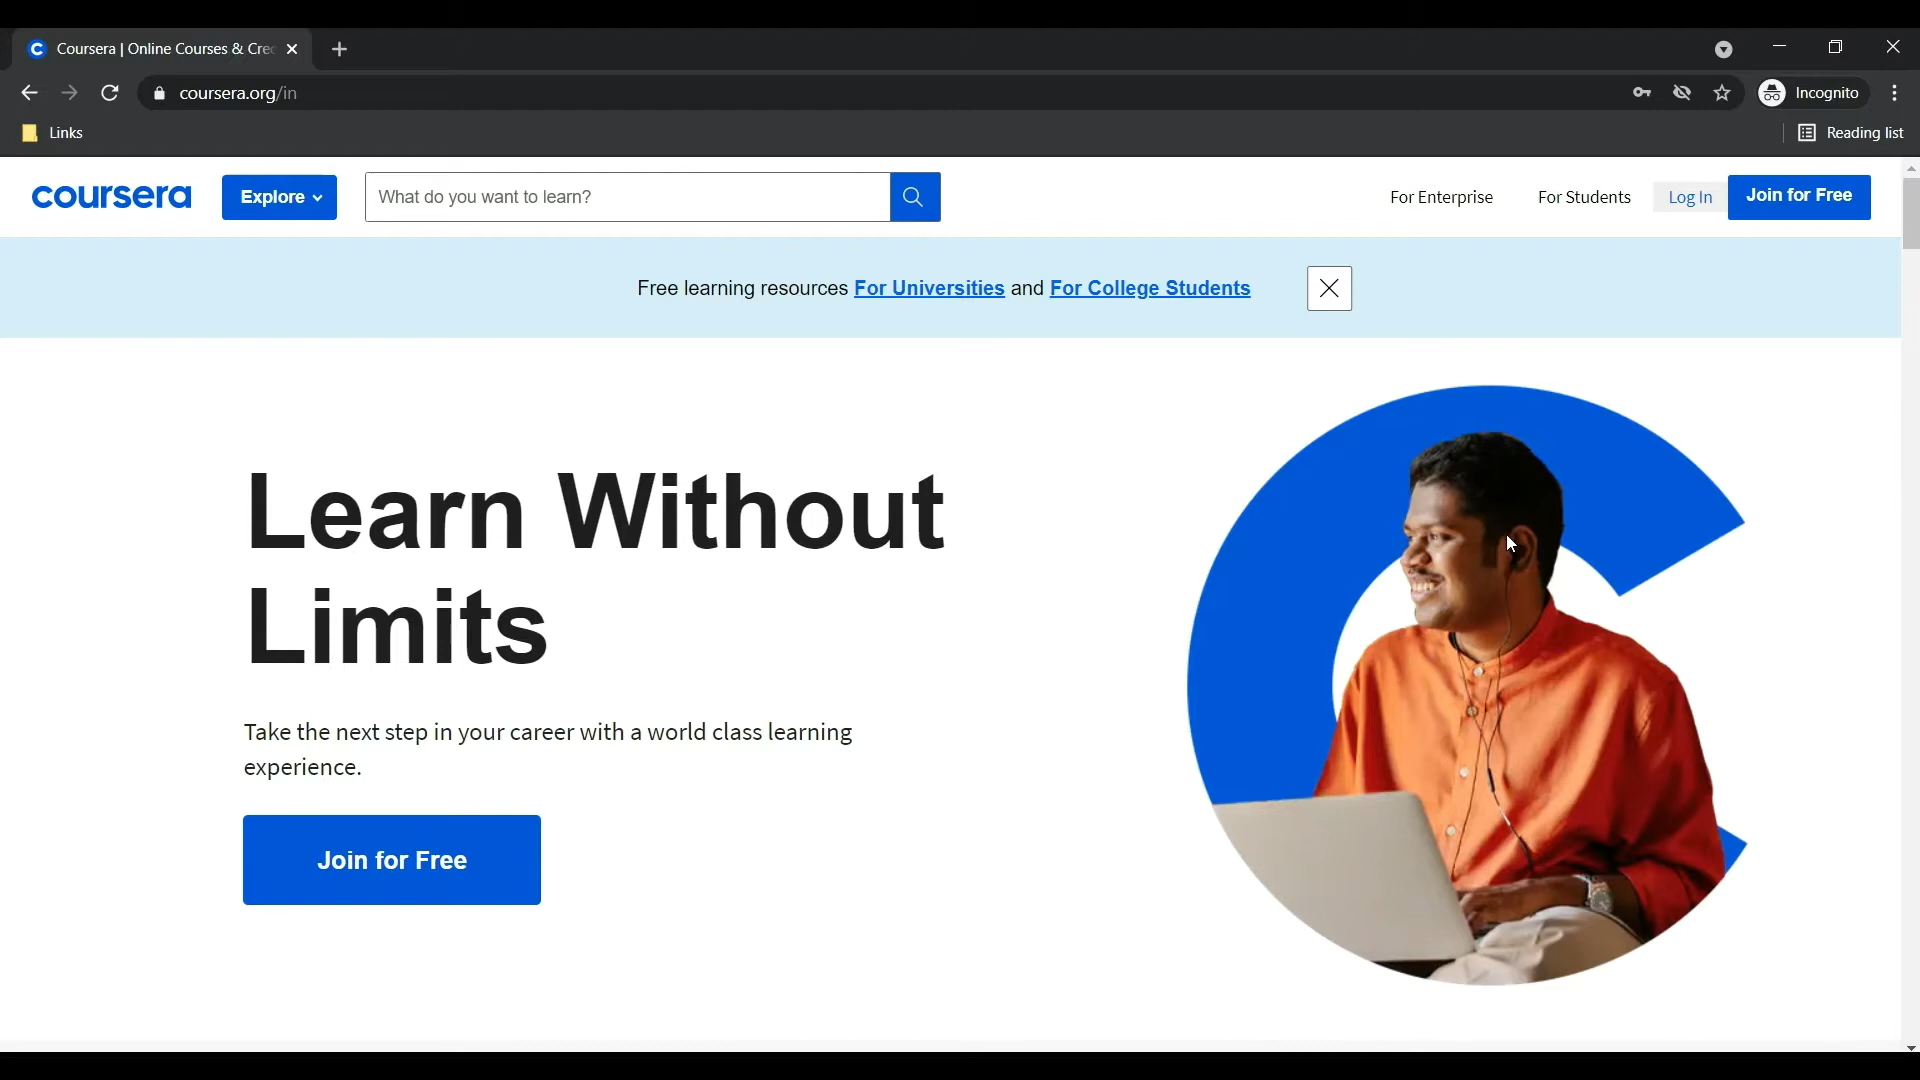 Coursera | Online Courses & Cre
coursera.org/in
Incognito
Links
Reading list
coursera
Explore
What do you want to learn?
For Enterprise
For Students
Log In
Join for Free
Free learning resources For Universities and For College Students
Learn Without
Limits
Take the next step in your career with a world class learning
experience.
Join for Free